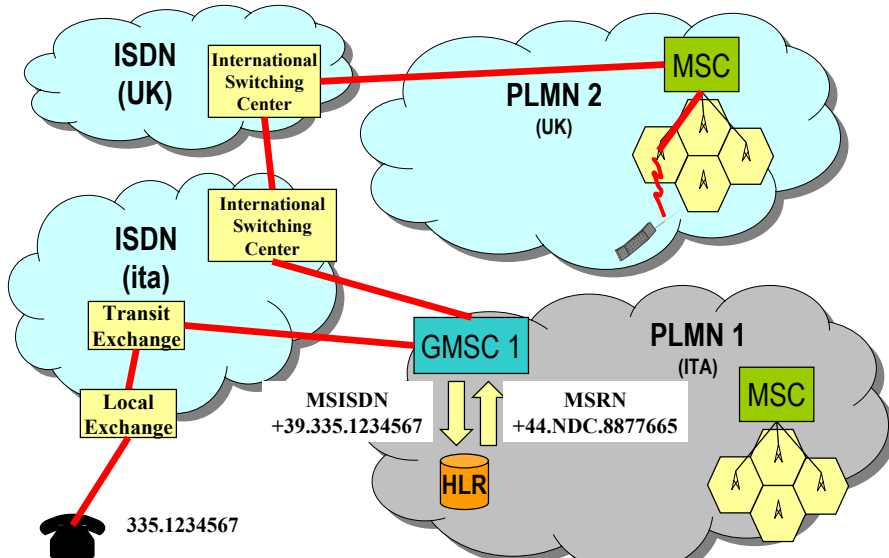 ISDN
(UK)
International
Switching
Center
PLMN 2
(UK)
MSC
ISDN
(ita)
International
Switching
Center
Transit
Exchange
Local
Exchange
GMSC 1
PLMN 1
(ITA)
MSC
MSISDN
+39.335.1234567
MSRN
+44.NDC.8877665
HLR
335.1234567